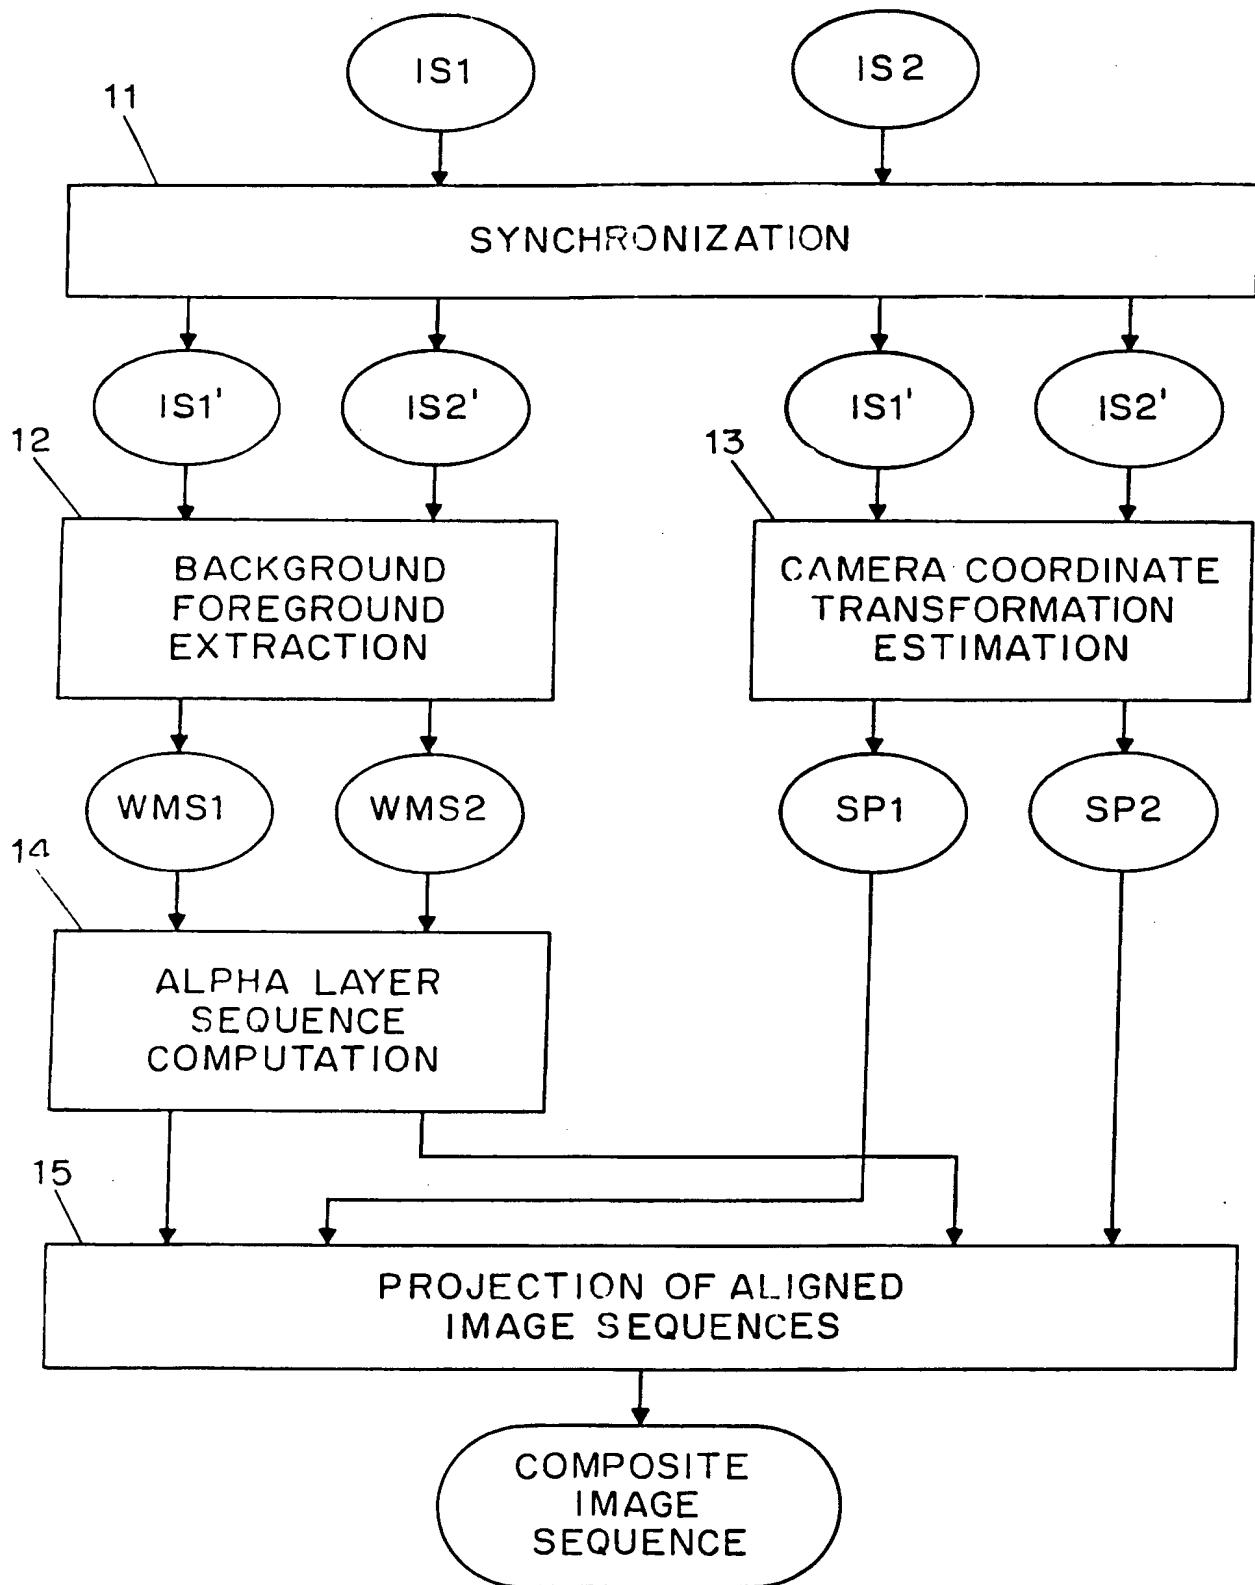 IS1
IS2
11
SYNCHRONIZATION
IS1'
IS2'
IS1'
IS2'
12
13
BACKGROUND
FOREGROUND
EXTRACTION
CAMERA COORDINATE
TRANSFORMATION
ESTIMATION
WMS1
WMS2
SP1
SP2
14
ALPHA LAYER
SEQUENCE
COMPUTATION
15
PROJECTION OF ALIGNED
IMAGE SEQUENCES
COMPOSITE
IMAGE
SEQUENCE